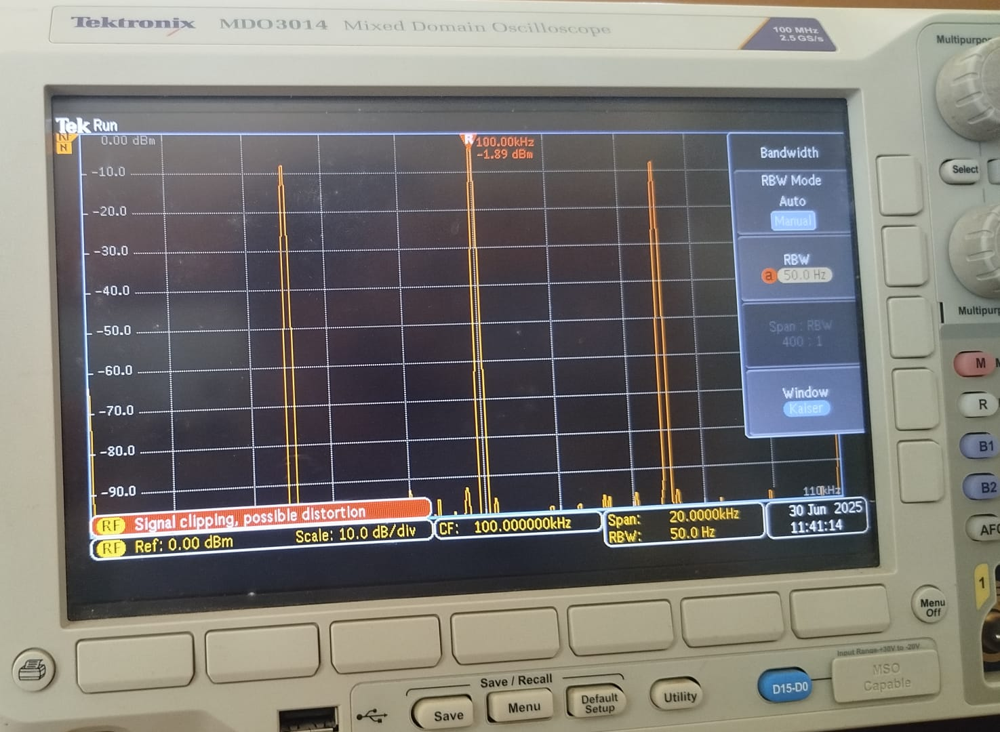 Tektronix MDO3014 Mixed Domain Oscilloscope
100 MHz
2.5 GS/s
Tek Run
RF
N
0.00 dBm
-10.0
-20.0
-30.0
-40.0
-50.0
-60.0
-70.0
-80.0
-90.0
R
100.00kHz
-1.89 dBm
110kHz
Bandwidth
RBW Mode
Auto
Manual
RBW
a 50.0 Hz
Span : RBW
400 : 1
Window
Kaiser
RF Signal clipping, possible distortion
RF Ref: 0.00 dBm Scale: 10.0 dB/div
CF: 100.000000kHz
Span: 20.0000kHz
RBW: 50.0 Hz
30 Jun 2025
11:41:14
Select
M
R
B1
B2
1
Menu
Off
Save / Recall
Save
Menu
Default
Setup
Utility
D15-D0
Input Range +30V to -20V
MSO
Capable